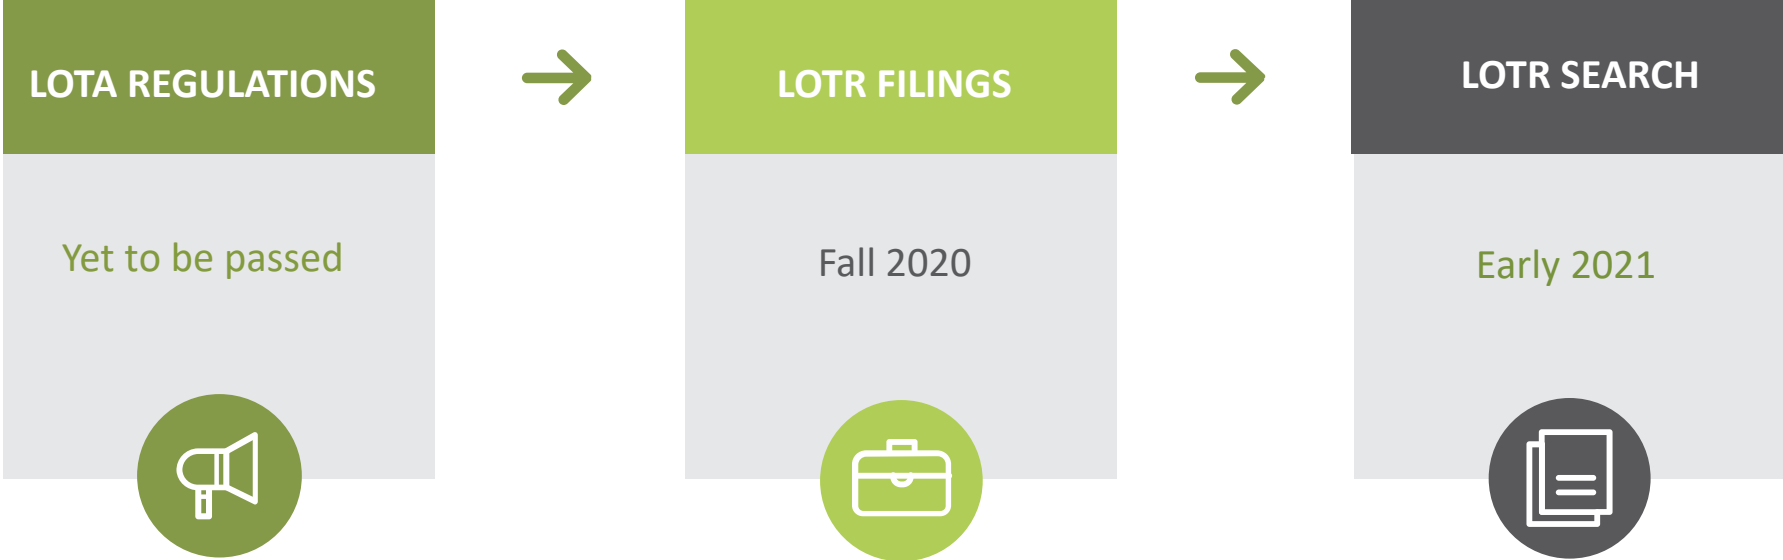 LOTA REGULATIONS
Yet to be passed
LOTR FILINGS
Fall 2020
LOTR SEARCH
Early 2021